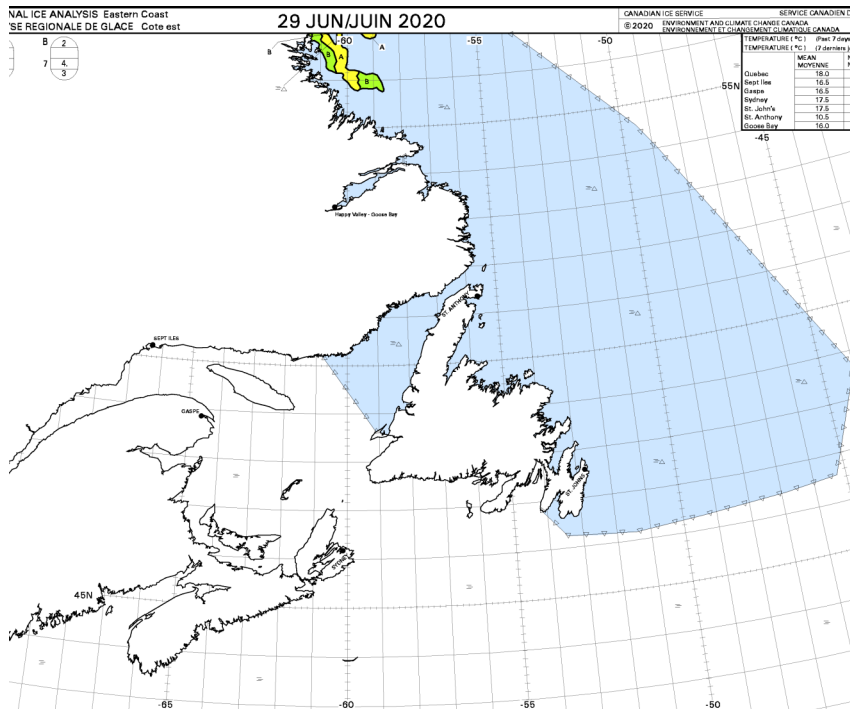 NAL ICE ANALYSIS Eastern Coast
SE REGIONALE DE GLACE Cote est
29 JUN/JUIN 2020
CANADIAN ICE SERVICE SERVICE CANADIEN D
©2020 ENVIRONMENT AND CLIMATE CHANGE CANADA
ENVIRONNEMENT ET CHANGEMENT CLIMATIQUE CANADA
TEMPERATURE (°C) (Past 7 days
TEMPERATURE (°C) (7 derniers j
MEAN
MOYENNE
Quebec 18.0
Sept Iles 16.5
Gaspe 16.5
Sydney 17.5
St. John's 17.5
St. Anthony 10.5
Goose Bay 16.0
B 2
7 4.
3
-60
-55
-50
B
B
A
A
B
55N
-45
Happy Valley - Goose Bay
ST. ANTHONY
SEPT ILES
GASPE
ST. JOHNS
SYDNEY
45N
-65
-60
-55
-50